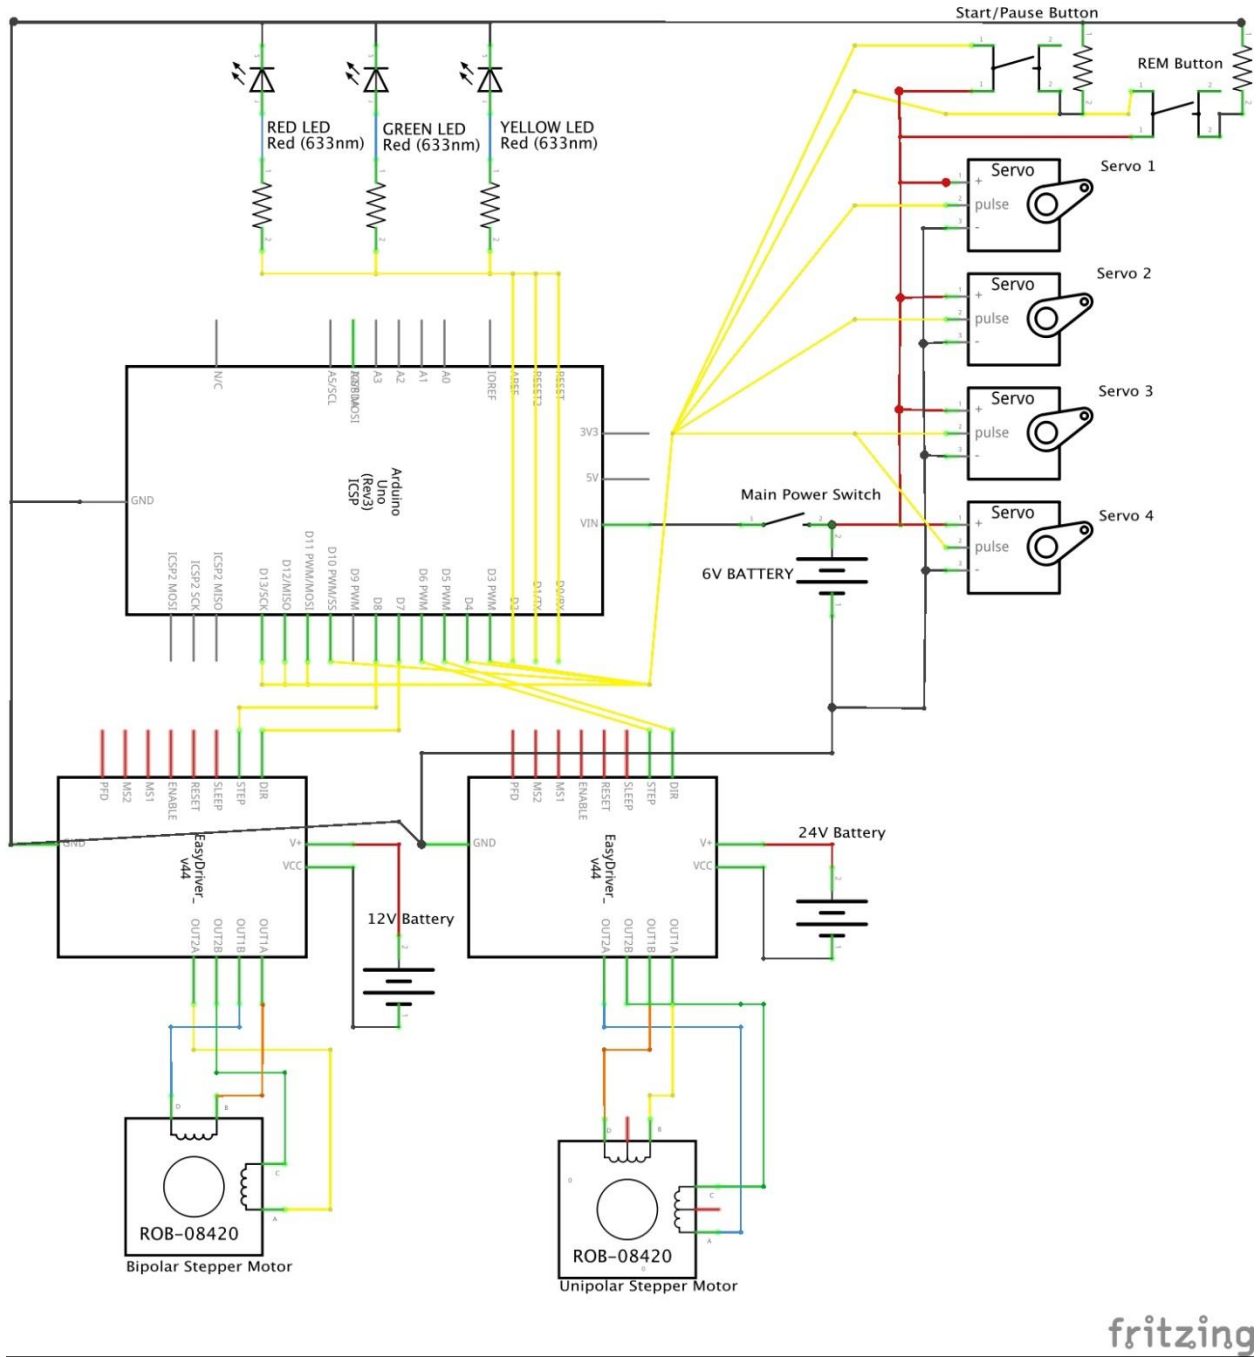 Start/Pause Button
REM Button
RED LED
Red (633nm)
GREEN LED
Red (633nm)
YELLOW LED
Red (633nm)
Servo
+
pulse
-
Servo 1
Servo
+
pulse
-
Servo 2
Servo
+
pulse
-
Servo 3
Servo
+
pulse
-
Servo 4
N/C
A5/SCL
A3
A2
A1
A0
IOREF
RESET2
RESET
3V3
5V
VIN
GND
Arduino
Uno
(Rev3)
ICSP
Main Power Switch
6V BATTERY
ICSP2 MOSI
ICSP2 SCK
ICSP2 MISO
D13/SCK
D12/MISO
D11 PWM/MOSI
D10 PWM/SS
D9 PWM
D8
D7
D6 PWM
D5 PWM
D4
D3 PWM
D2
D1/TX
D0/RX
PFD
MS2
MS1
ENABLE
RESET
SLEEP
STEP
DIR
GND
V+
VCC
EasyDriver_
v44
OUT2A
OUT2B
OUT1B
OUT1A
12V Battery
PFD
MS2
MS1
ENABLE
RESET
SLEEP
STEP
DIR
GND
V+
VCC
EasyDriver_
v44
OUT2A
OUT2B
OUT1B
OUT1A
24V Battery
D
B
C
A
ROB-08420
Bipolar Stepper Motor
D
B
C
A
ROB-08420
Unipolar Stepper Motor
fritzing